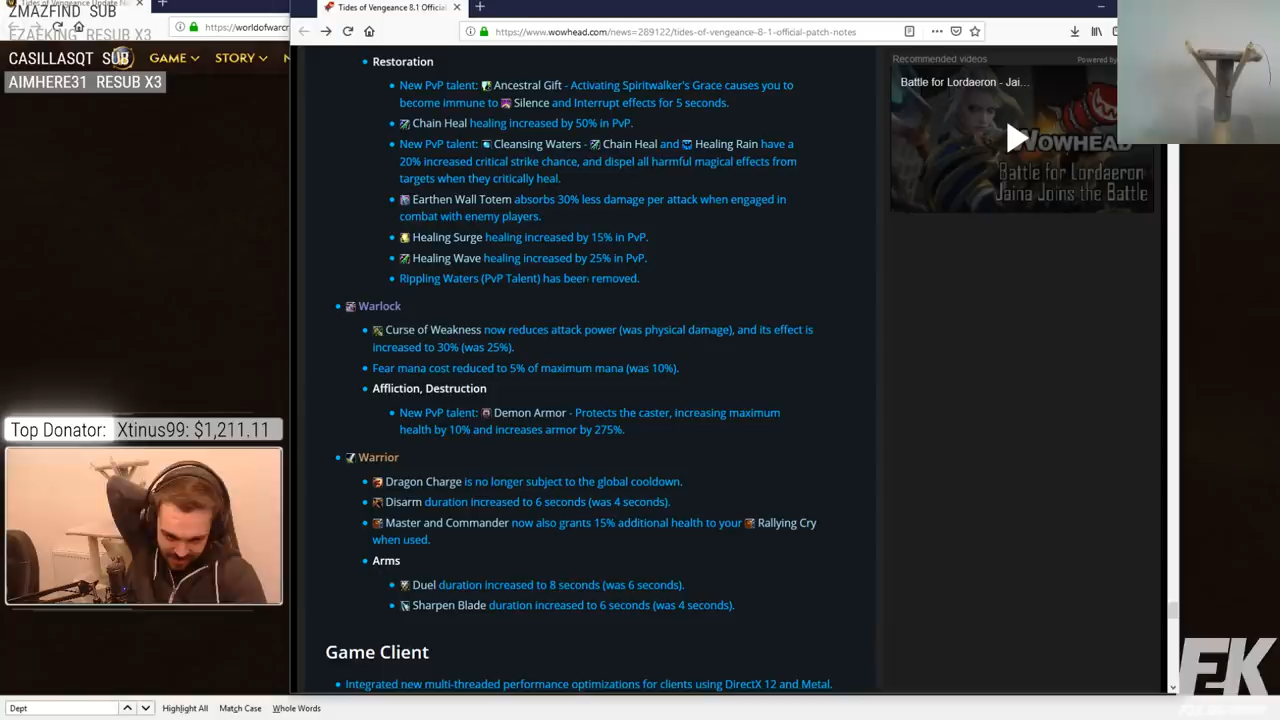 Tides of Vengeance Update N
Tides of Vengeance 8.1 Official
ZMAZFIND SUB
EZAEKING RESUB X3
CASILLASQT SUB
AIMHERE31 RESUB X3
https://worldofwarcr
GAME
STORY
https://www.wowhead.com/news=289122/tides-of-vengeance-8-1-official-patch-notes
Restoration
New PvP talent: Ancestral Gift - Activating Spiritwalker's Grace causes you to
become immune to Silence and Interrupt effects for 5 seconds.
Chain Heal healing increased by 50% in PvP.
New PvP talent: Cleansing Waters - Chain Heal and Healing Rain have a
20% increased critical strike chance, and dispel all harmful magical effects from
targets when they critically heal.
Earthen Wall Totem absorbs 30% less damage per attack when engaged in
combat with enemy players.
Healing Surge healing increased by 15% in PvP.
Healing Wave healing increased by 25% in PvP.
Rippling Waters (PvP Talent) has been removed.
Warlock
Curse of Weakness now reduces attack power (was physical damage), and its effect is
increased to 30% (was 25%).
Fear mana cost reduced to 5% of maximum mana (was 10%).
Affliction, Destruction
New PvP talent: Demon Armor - Protects the caster, increasing maximum
health by 10% and increases armor by 275%.
Warrior
Dragon Charge is no longer subject to the global cooldown.
Disarm duration increased to 6 seconds (was 4 seconds).
Master and Commander now also grants 15% additional health to your Rallying Cry
when used.
Arms
Duel duration increased to 8 seconds (was 6 seconds).
Sharpen Blade duration increased to 6 seconds (was 4 seconds).
Game Client
Integrated new multi-threaded performance optimizations for clients using DirectX 12 and Metal.
Recommended videos
Powered by
Battle for Lordaeron - Jai...
WOWHEAD
Battle for Lordaeron
Jaina Joins the Battle
Top Donator: Xtinus99: $1,211.11
Dept
Highlight All
Match Case
Whole Words